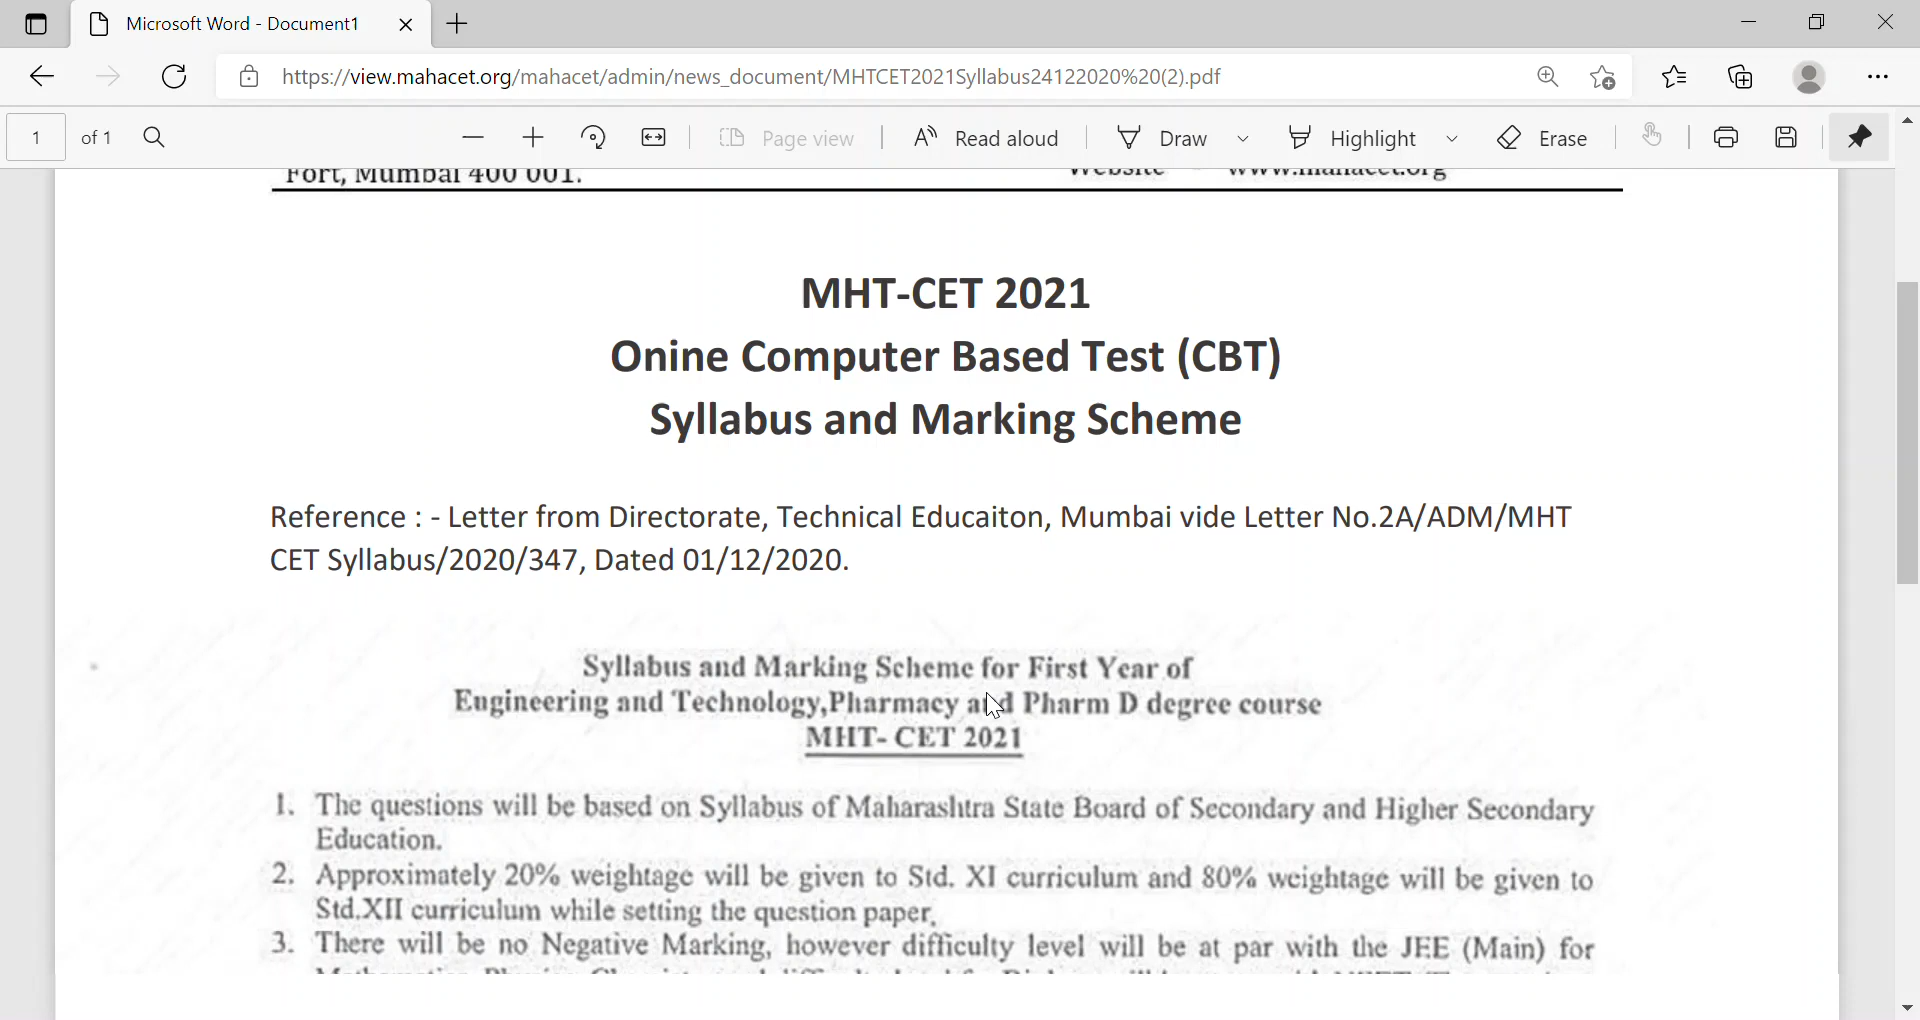 Microsoft Word - Document1
https://view.mahacet.org/mahacet/admin/news_document/MHTCET2021Syllabus24122020%20(2).pdf
1 of 1 Page view Read aloud Draw Highlight Erase
Fort, Mumbai 400 001. Website - www.mahacet.org
MHT-CET 2021
Onine Computer Based Test (CBT)
Syllabus and Marking Scheme
Reference : - Letter from Directorate, Technical Educaiton, Mumbai vide Letter No.2A/ADM/MHT
CET Syllabus/2020/347, Dated 01/12/2020.
Syllabus and Marking Scheme for First Year of
Engineering and Technology,Pharmacy and Pharm D degree course
MHT- CET 2021
1. The questions will be based on Syllabus of Maharashtra State Board of Secondary and Higher Secondary
Education.
2. Approximately 20% weightage will be given to Std. XI curriculum and 80% weightage will be given to
Std.XII curriculum while setting the question paper.
3. There will be no Negative Marking, however difficulty level will be at par with the JEE (Main) for